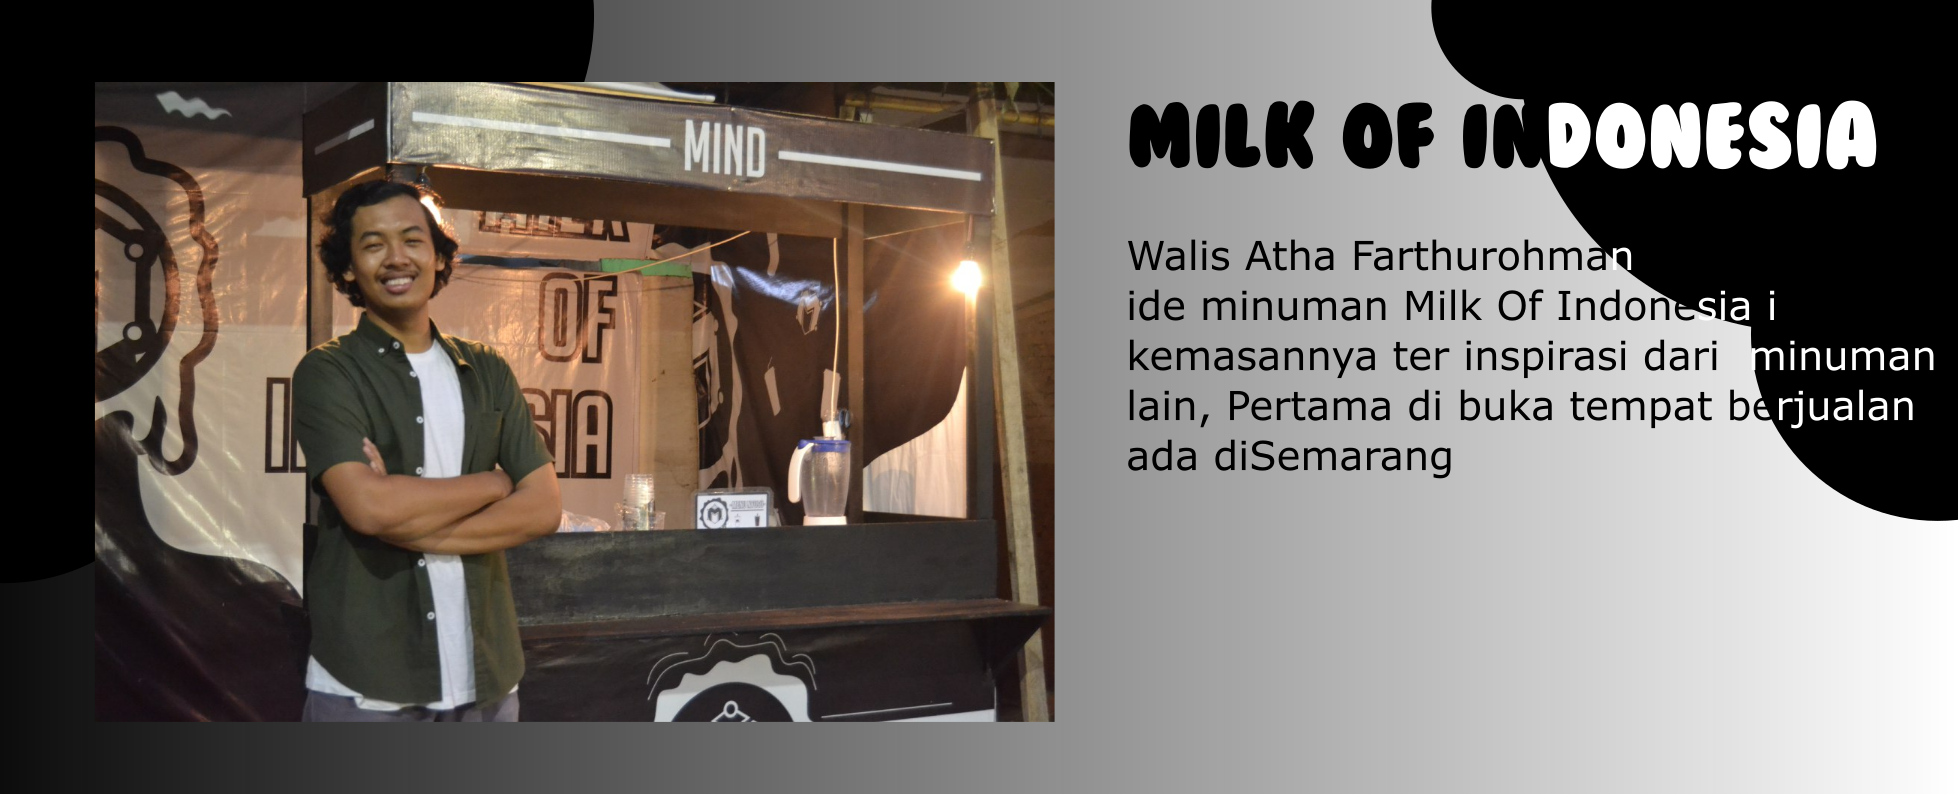 MIND
OF
MILK OF INDONESIA
Walis Atha Farthurohman
ide minuman Milk Of Indonesia i
kemasannya ter inspirasi dari minuman
lain, Pertama di buka tempat berjualan
ada diSemarang